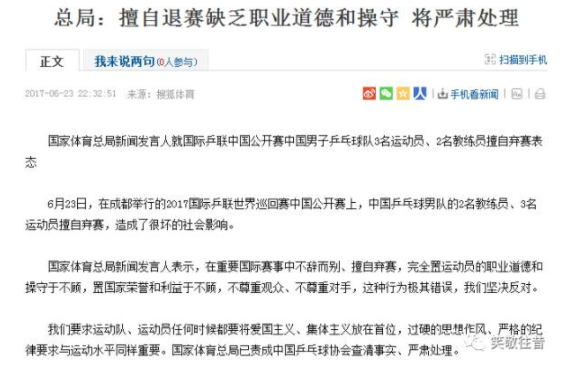 总局：擅自退赛缺乏职业道德和操守 将严肃处理
正文 我来说两句(0人参与) 扫描到手机
2017-06-23 22:32:51 来源：搜狐体育 手机看新闻
国家体育总局新闻发言人就国际乒联中国公开赛中国男子乒乓球队3名运动员、2名教练员擅自弃赛表
态
6月23日，在成都举行的2017国际乒联世界巡回赛中国公开赛上，中国乒乓球男队的2名教练员、3名
运动员擅自弃赛，造成了很坏的社会影响。
国家体育总局新闻发言人表示，在重要国际赛事中不辞而别、擅自弃赛，完全置运动员的职业道德和
操守于不顾，置国家荣誉和利益于不顾，不尊重观众、不尊重对手，这种行为极其错误，我们坚决反对。
我们要求运动队、运动员任何时候都要将爱国主义、集体主义放在首位，过硬的思想作风、严格的纪
律要求与运动水平同样重要。国家体育总局已责成中国乒乓球协会查清事实、严肃处理。
笑敬往昔